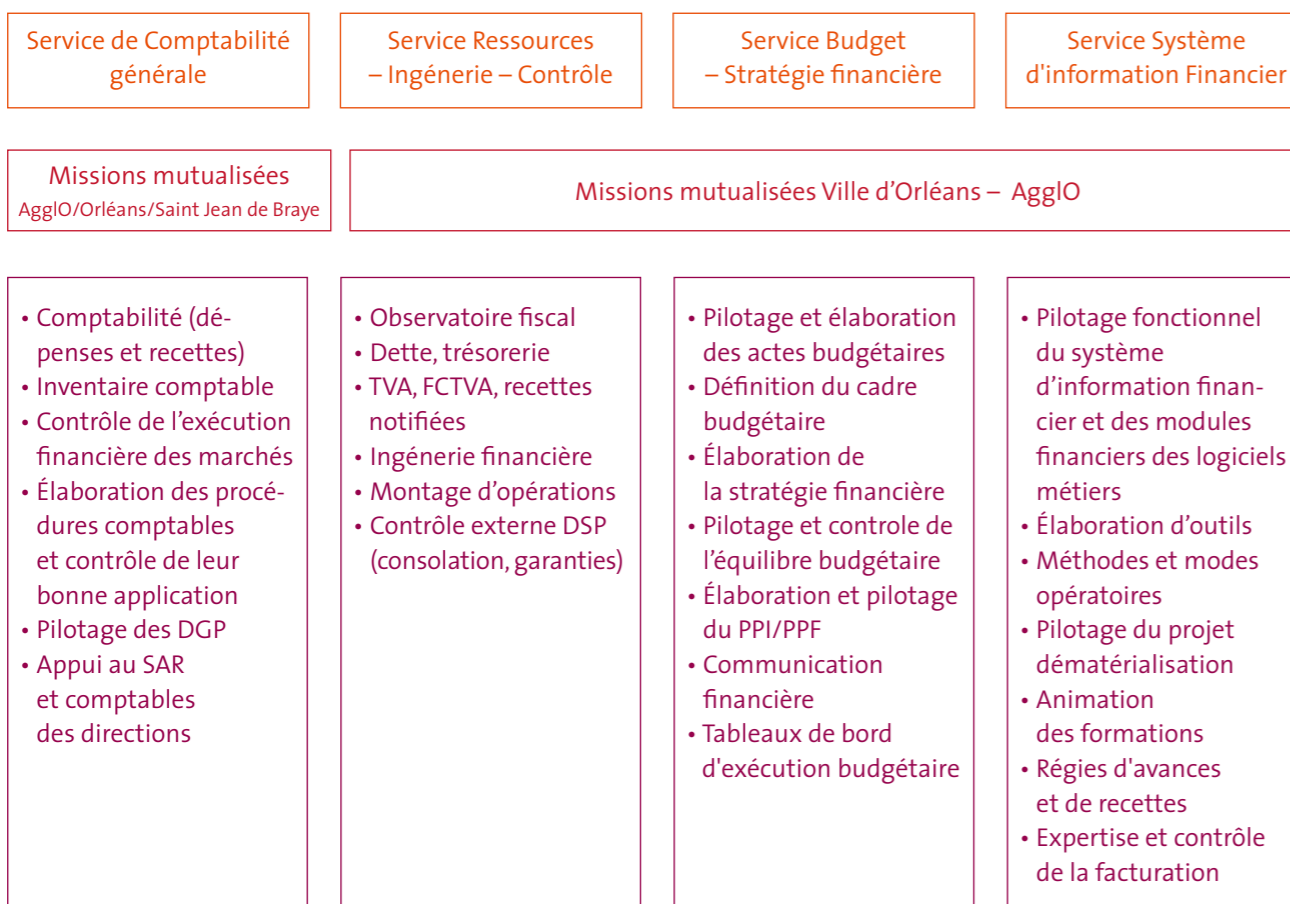 Service de Comptabilité
générale
Service Ressources
– Ingénerie – Contrôle
Service Budget
– Stratégie financière
Service Système
d'information Financier
Missions mutualisées
AgglO/Orléans/Saint Jean de Braye
Missions mutualisées Ville d’Orléans – AgglO
• Comptabilité (dé-
penses et recettes)
• Inventaire comptable
• Contrôle de l’exécution
financière des marchés
• Élaboration des procé-
dures comptables
et contrôle de leur
bonne application
• Pilotage des DGP
• Appui au SAR
et comptables
des directions
• Observatoire fiscal
• Dette, trésorerie
• TVA, FCTVA, recettes
notifiées
• Ingénerie financière
• Montage d’opérations
• Contrôle externe DSP
(consolation, garanties)
• Pilotage et élaboration
des actes budgétaires
• Définition du cadre
budgétaire
• Élaboration de
la stratégie financière
• Pilotage et controle de
l’équilibre budgétaire
• Élaboration et pilotage
du PPI/PPF
• Communication
financière
• Tableaux de bord
d'exécution budgétaire
• Pilotage fonctionnel
du système
d’information finan-
cier et des modules
financiers des logiciels
métiers
• Élaboration d’outils
• Méthodes et modes
opératoires
• Pilotage du projet
dématérialisation
• Animation
des formations
• Régies d'avances
et de recettes
• Expertise et contrôle
de la facturation